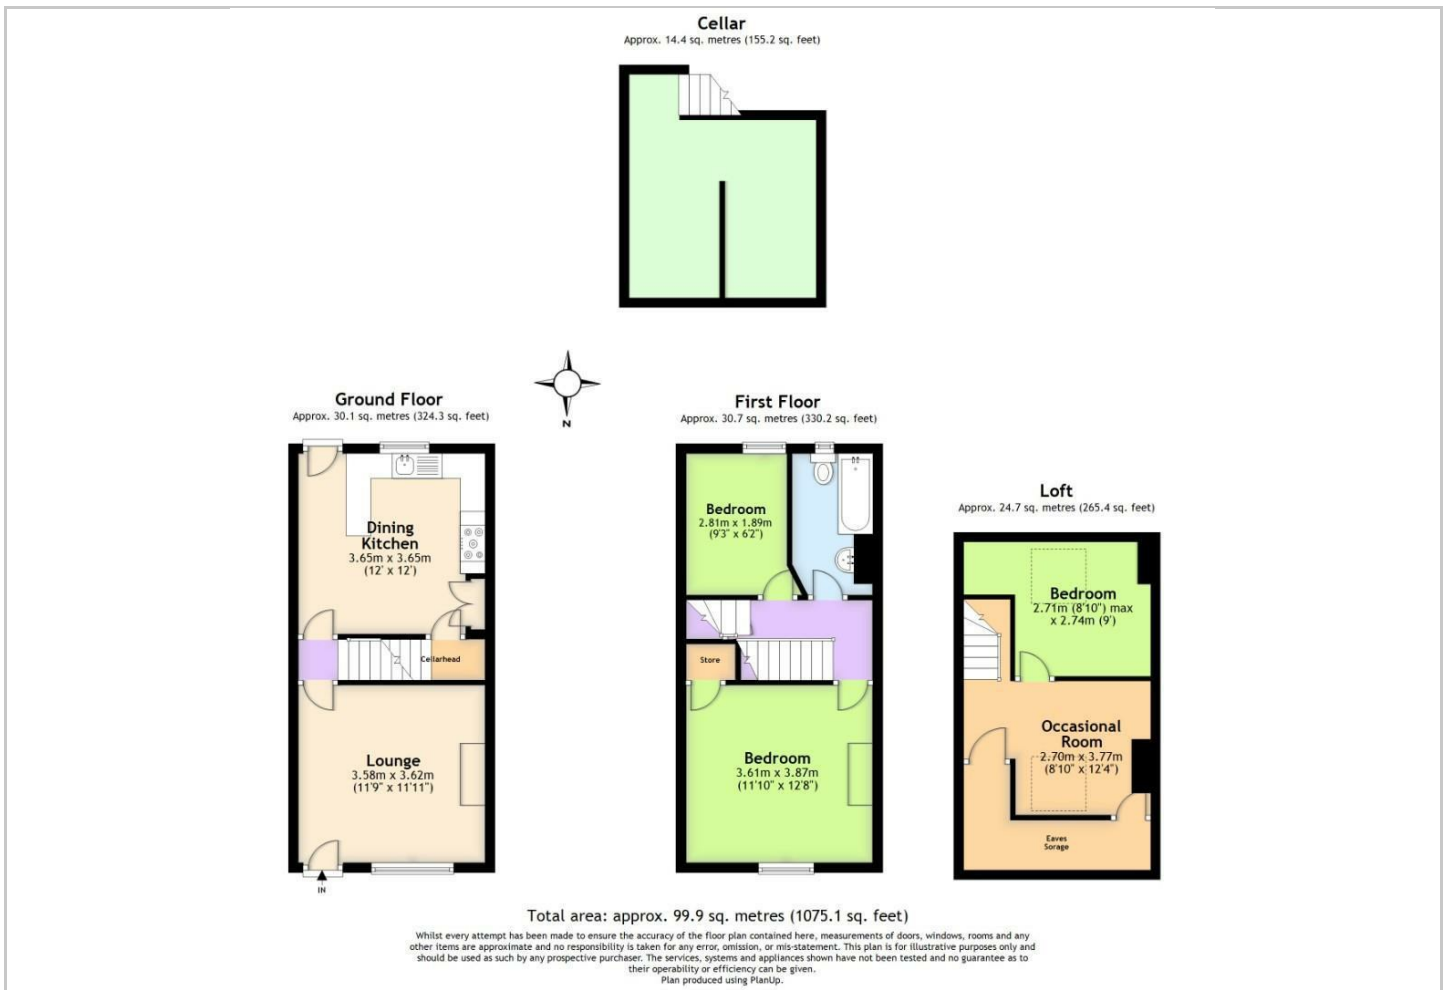 Cellar
Approx. 14.4 sq. metres (155.2 sq. feet)
N
Ground Floor
Approx. 30.1 sq. metres (324.3 sq. feet)
Dining
Kitchen
3.65m x 3.65m
(12' x 12')
Cellarhead
Lounge
3.58m x 3.62m
(11'9" x 11'11")
IN
First Floor
Approx. 30.7 sq. metres (330.2 sq. feet)
Bedroom
2.81m x 1.89m
(9'3" x 6'2")
Store
Bedroom
3.61m x 3.87m
(11'10" x 12'8")
Loft
Approx. 24.7 sq. metres (265.4 sq. feet)
Bedroom
2.71m (8'10") max
x 2.74m (9')
Occasional
Room
2.70m x 3.77m
(8'10" x 12'4")
Eaves
Sorage
Total area: approx. 99.9 sq. metres (1075.1 sq. feet)
Whilst every attempt has been made to ensure the accuracy of the floor plan contained here, measurements of doors, windows, rooms and any
other items are approximate and no responsibility is taken for any error, omission, or mis-statement. This plan is for illustrative purposes only and
should be used as such by any prospective purchaser. The services, systems and appliances shown have not been tested and no guarantee as to
their operability or efficiency can be given.
Plan produced using PlanUp.